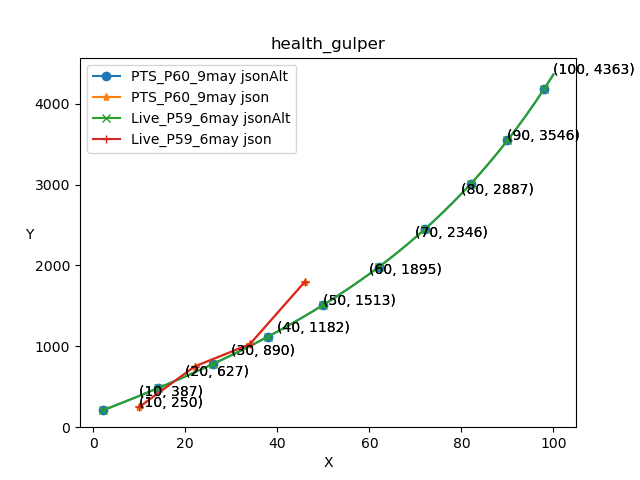 health_gulper
PTS_P60_9may jsonAlt
PTS_P60_9may json
Live_P59_6may jsonAlt
Live_P59_6may json
(100, 4363)
(90, 3546)
(80, 2887)
(70, 2346)
(60, 1895)
(50, 1513)
(40, 1182)
(30, 890)
(20, 627)
(10, 387)
(10, 250)
Y
4000
3000
2000
1000
0
0 20 40 60 80 100
X